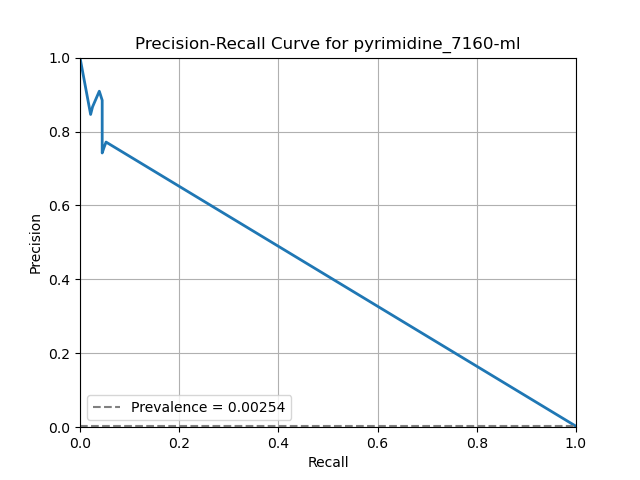 Precision-Recall Curve for pyrimidine_7160-ml
1.0
0.8
0.6
0.4
0.2
0.0
Precision
Prevalence = 0.00254
0.0 0.2 0.4 0.6 0.8 1.0
Recall